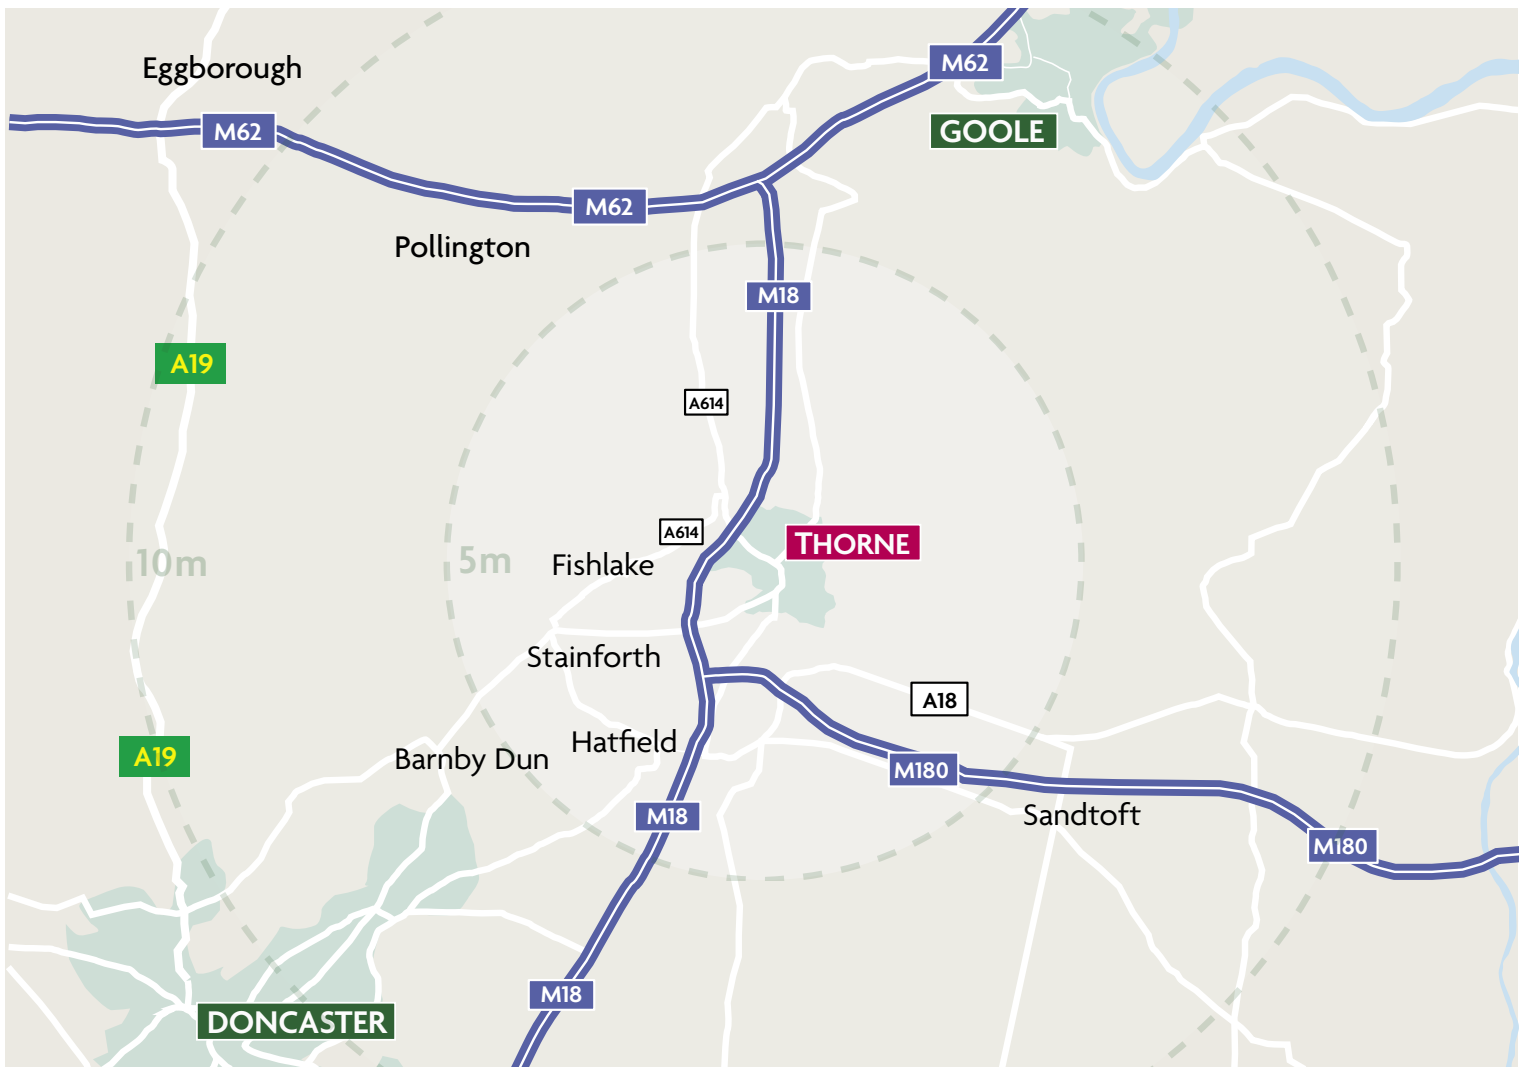 M62
Eggborough
M62
GOOLE
M62
Pollington
M18
A19
A614
A614
THORNE
10m
5m
Fishlake
Stainforth
A18
Hatfield
Barnby Dun
A19
M180
M18
Sandtoft
M180
M18
DONCASTER